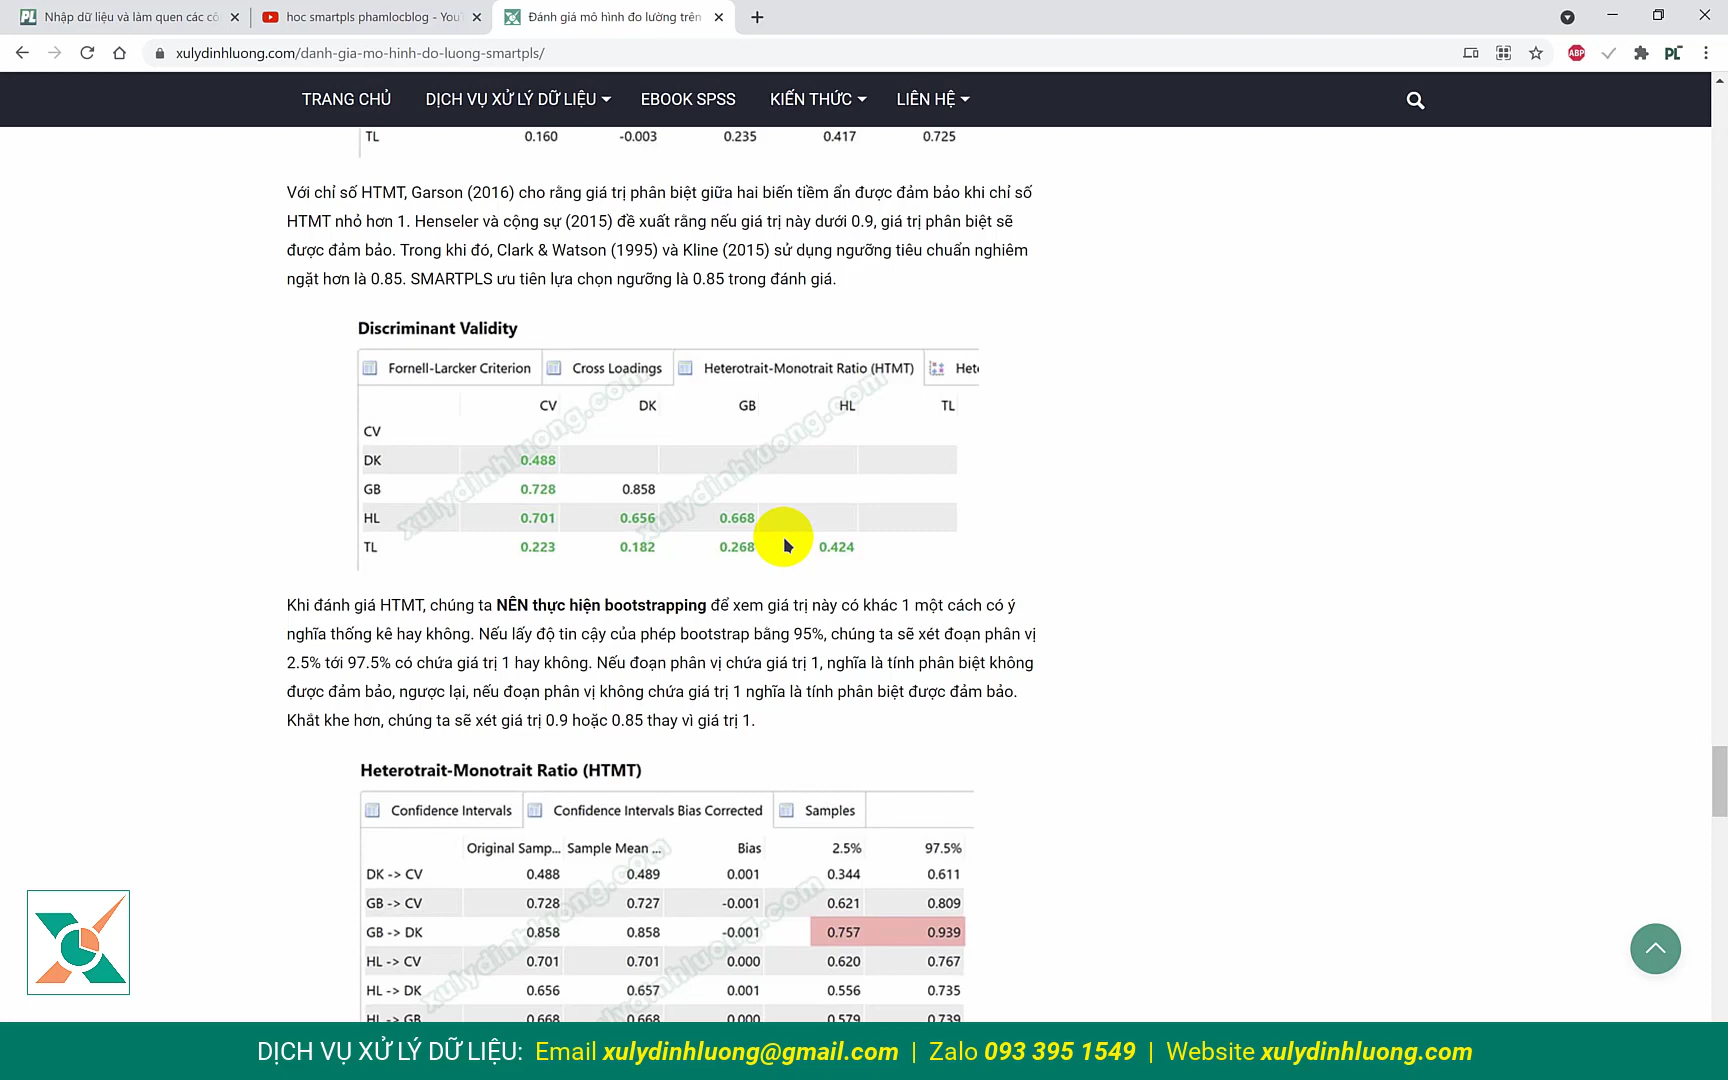 Nhập dữ liệu và làm quen các cô
hoc smartpls phamlocblog - YouT
Đánh giá mô hình đo lường trên
xulydinhluong.com/danh-gia-mo-hinh-do-luong-smartpls/
TRANG CHỦ DỊCH VỤ XỬ LÝ DỮ LIỆU EBOOK SPSS KIẾN THỨC LIÊN HỆ
TL 0.160 -0.003 0.235 0.417 0.725
Với chỉ số HTMT, Garson (2016) cho rằng giá trị phân biệt giữa hai biến tiềm ẩn được đảm bảo khi chỉ số
HTMT nhỏ hơn 1. Henseler và cộng sự (2015) đề xuất rằng nếu giá trị này dưới 0.9, giá trị phân biệt sẽ
được đảm bảo. Trong khi đó, Clark & Watson (1995) và Kline (2015) sử dụng ngưỡng tiêu chuẩn nghiêm
ngặt hơn là 0.85. SMARTPLS ưu tiên lựa chọn ngưỡng là 0.85 trong đánh giá.
Discriminant Validity
Fornell-Larcker Criterion Cross Loadings Heterotrait-Monotrait Ratio (HTMT) Hete
CV DK GB HL TL
CV
DK 0.488
GB 0.728 0.858
HL 0.701 0.656 0.668
TL 0.223 0.182 0.268 0.424
Khi đánh giá HTMT, chúng ta NÊN thực hiện bootstrapping để xem giá trị này có khác 1 một cách có ý
nghĩa thống kê hay không. Nếu lấy độ tin cậy của phép bootstrap bằng 95%, chúng ta sẽ xét đoạn phân vị
2.5% tới 97.5% có chứa giá trị 1 hay không. Nếu đoạn phân vị chứa giá trị 1, nghĩa là tính phân biệt không
được đảm bảo, ngược lại, nếu đoạn phân vị không chứa giá trị 1 nghĩa là tính phân biệt được đảm bảo.
Khắt khe hơn, chúng ta sẽ xét giá trị 0.9 hoặc 0.85 thay vì giá trị 1.
Heterotrait-Monotrait Ratio (HTMT)
Confidence Intervals Confidence Intervals Bias Corrected Samples
Original Samp... Sample Mean ... Bias 2.5% 97.5%
DK -> CV 0.488 0.489 0.001 0.344 0.611
GB -> CV 0.728 0.727 -0.001 0.621 0.809
GB -> DK 0.858 0.858 -0.001 0.757 0.939
HL -> CV 0.701 0.701 0.000 0.620 0.767
HL -> DK 0.656 0.657 0.001 0.556 0.735
HL -> GB 0.668 0.668 0.000 0.579 0.739
DỊCH VỤ XỬ LÝ DỮ LIỆU: Email xulydinhluong@gmail.com | Zalo 093 395 1549 | Website xulydinhluong.com